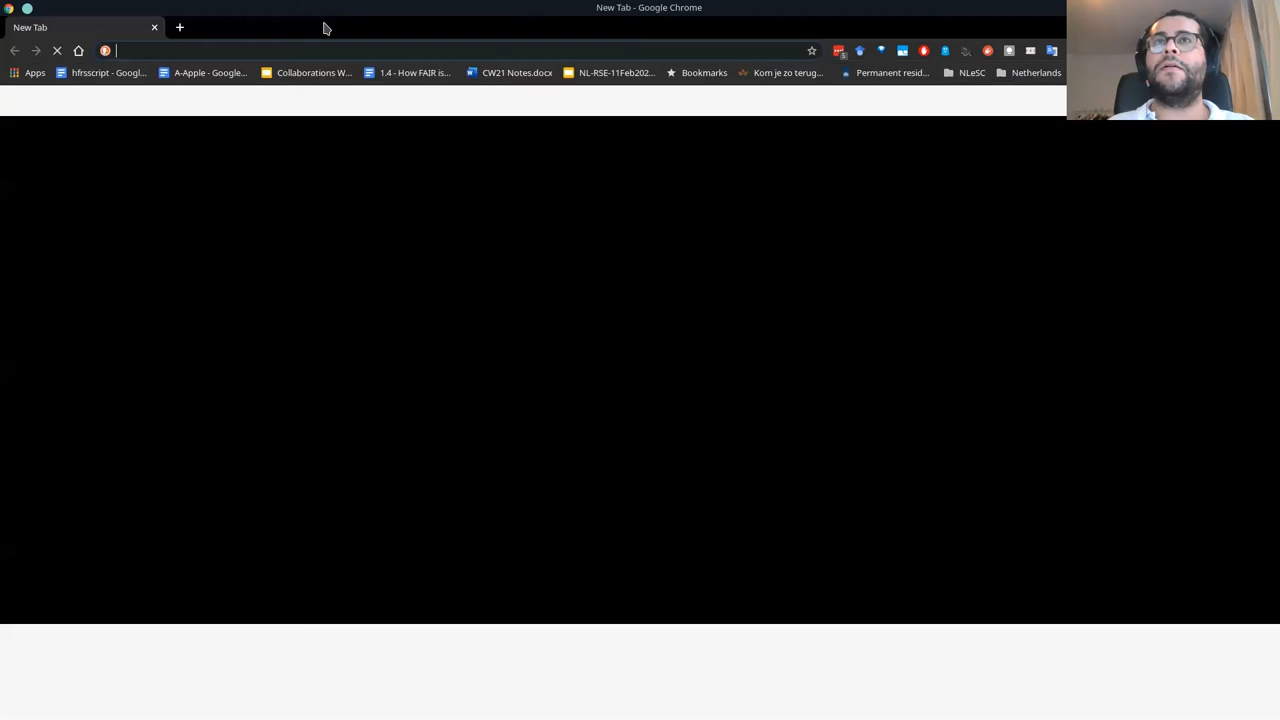 New Tab - Google Chrome
New Tab
Apps hfrsscript - Googl... A-Apple - Google... Collaborations W... 1.4 - How FAIR is... CW21 Notes.docx NL-RSE-11Feb202... Bookmarks Kom je zo terug... Permanent resid... NLeSC Netherlands